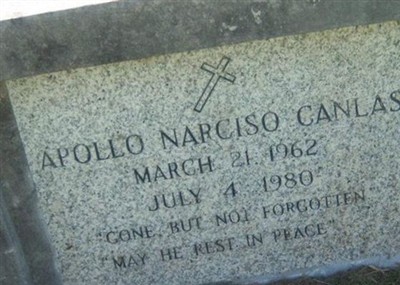 APOLLO NARCISO CANLAS
MARCH 21, 1962
JULY 4 1980
"GONE, BUT NOT FORGOTTEN"
"MAY HE REST IN PEACE"